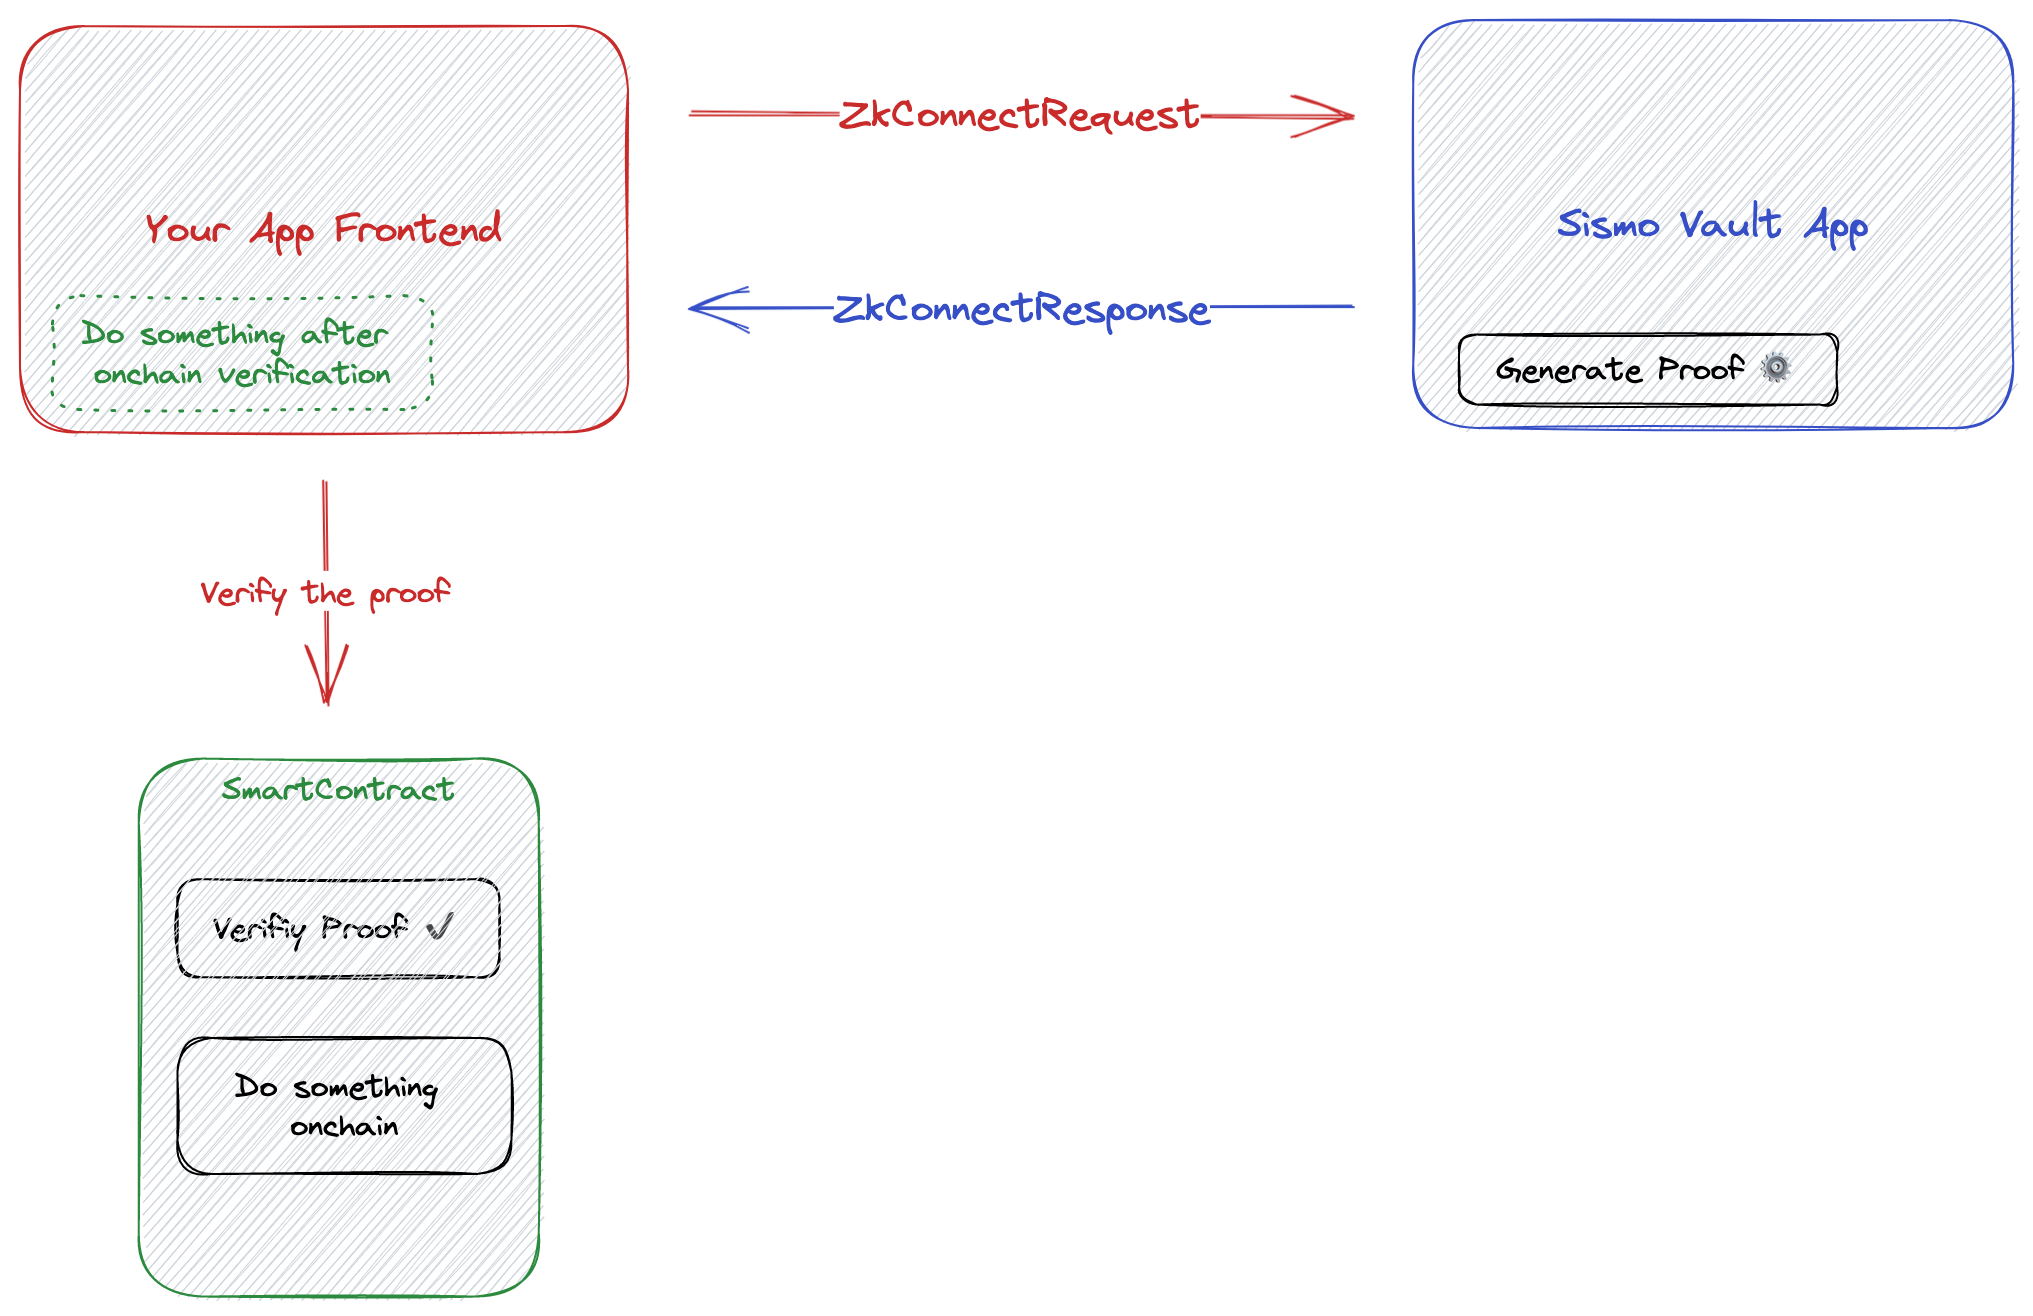 ZkConnectRequest
Your App Frontend
Sismo Vault App
ZkConnectResponse
Do something after
onchain verification
Generate Proof
Verify the proof
SmartContract
Verifiy Proof ✓
Do something
onchain